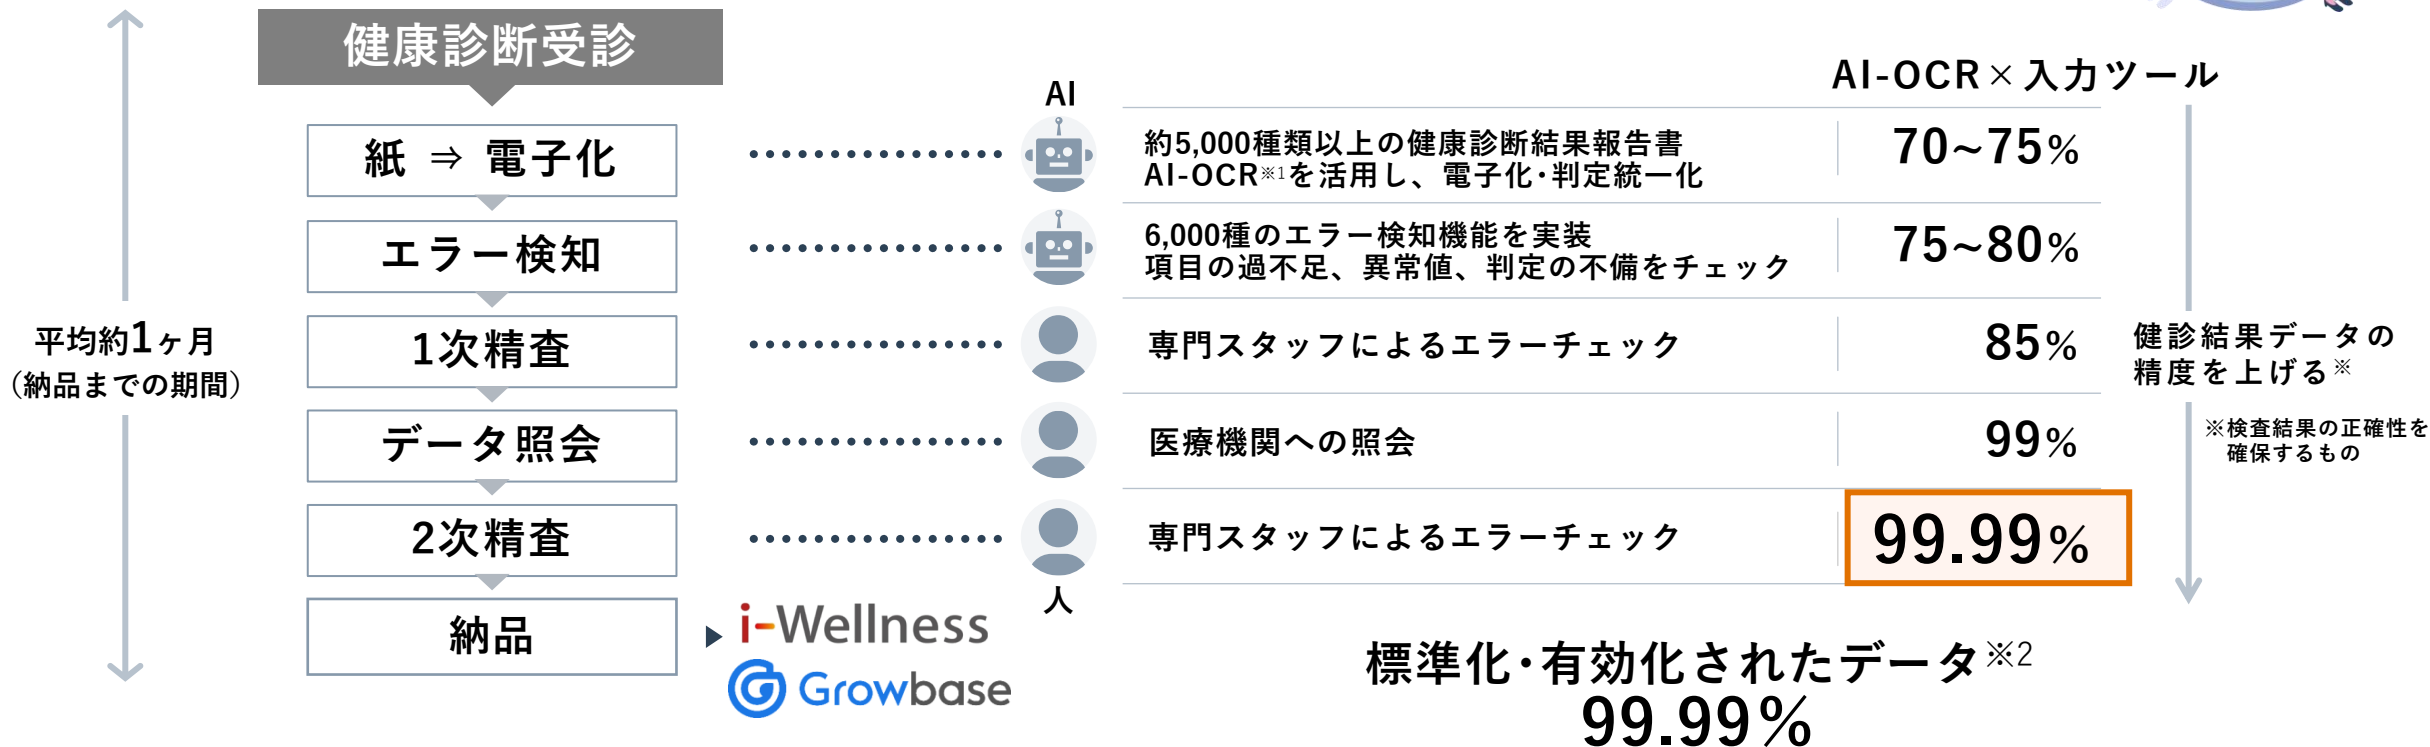 健康診断受診
AI-OCR×入力ツール
AI
紙 ⇒ 電子化
約5,000種類以上の健康診断結果報告書
AI-OCR※1を活用し、電子化・判定統一化
70~75%
エラー検知
6,000種のエラー検知機能を実装
項目の過不足、異常値、判定の不備をチェック
75~80%
平均約1ヶ月
（納品までの期間）
1次精査
専門スタッフによるエラーチェック
85%
健診結果データの
精度を上げる※
※検査結果の正確性を
確保するもの
データ照会
医療機関への照会
99%
2次精査
専門スタッフによるエラーチェック
99.99%
人
納品
i-Wellness
Growbase
標準化・有効化されたデータ※2
99.99%